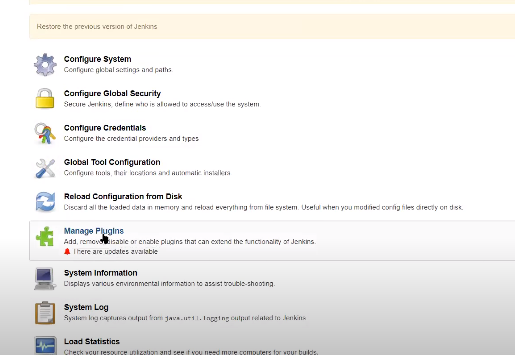 Restore the previous version of Jenkins
Configure System
Configure global settings and paths
Configure Global Security
Secure Jenkins, define who is allowed to access/use the system.
Configure Credentials
Configure the credential providers and types
Global Tool Configuration
Configure tools, their locations and automatic installers
Reload Configuration from Disk
Discard all the loaded data in memory and reload everything from file system. Useful when you modified config files directly on disk.
Manage Plugins
Add, remove, disable or enable plugins that can extend the functionality of Jenkins.
There are updates available
System Information
Displays various environmental information to assist trouble-shooting.
System Log
System log captures output from java.util.logging output related to Jenkins.
Load Statistics
Check your resource utilization and see if you need more computers for your builds.